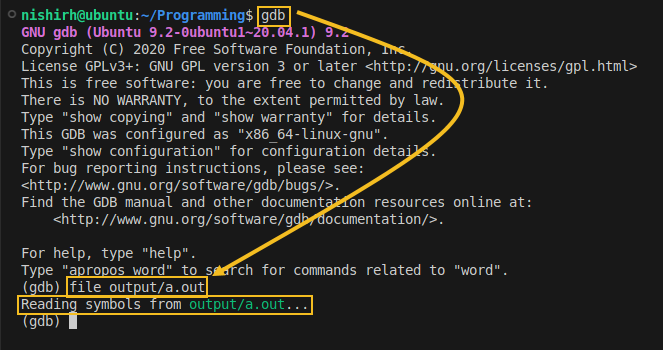 nishirh@ubuntu:~/Programming$ gdb
GNU gdb (Ubuntu 9.2-0ubuntu1~20.04.1) 9.2
Copyright (C) 2020 Free Software Foundation, Inc.
License GPLv3+: GNU GPL version 3 or later <http://gnu.org/licenses/gpl.html>
This is free software: you are free to change and redistribute it.
There is NO WARRANTY, to the extent permitted by law.
Type "show copying" and "show warranty" for details.
This GDB was configured as "x86_64-linux-gnu".
Type "show configuration" for configuration details.
For bug reporting instructions, please see:
<http://www.gnu.org/software/gdb/bugs/>.
Find the GDB manual and other documentation resources online at:
    <http://www.gnu.org/software/gdb/documentation/>.

For help, type "help".
Type "apropos word" to search for commands related to "word".
(gdb) file output/a.out
Reading symbols from output/a.out...
(gdb)